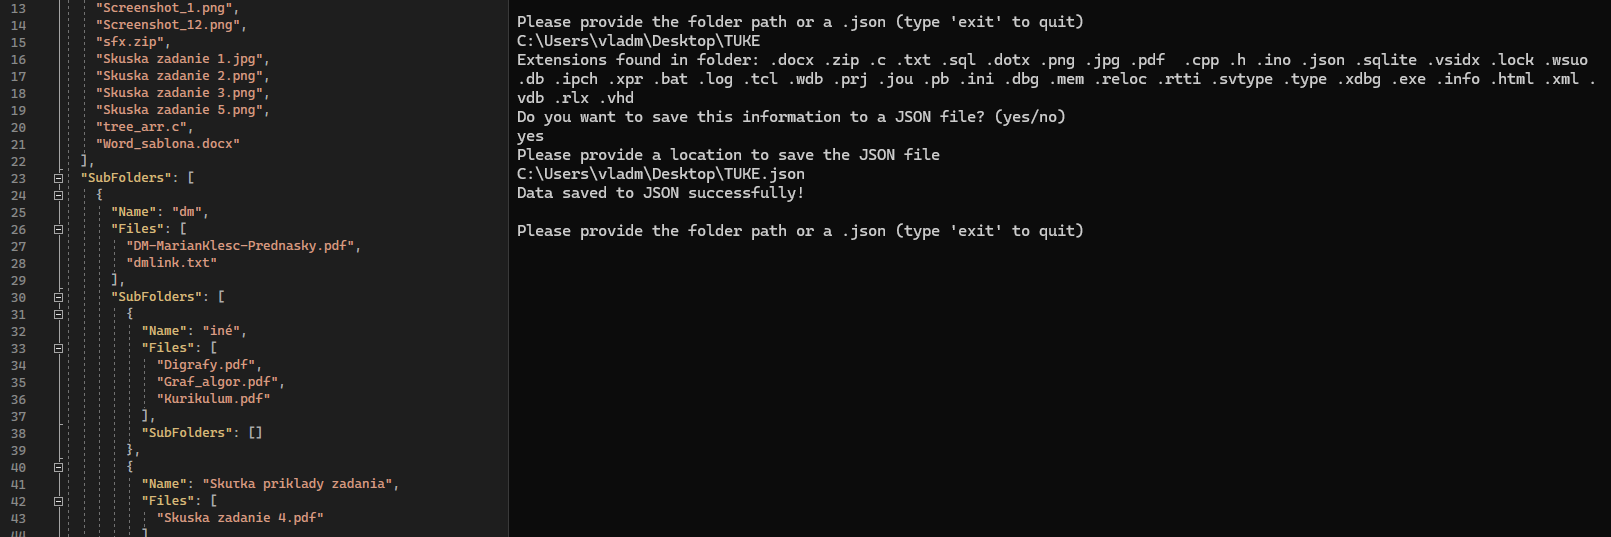 13 "Screenshot_1.png",
14 "Screenshot_12.png",
15 "sfx.zip",
16 "Skuska zadanie 1.jpg",
17 "Skuska zadanie 2.png",
18 "Skuska zadanie 3.png",
19 "Skuska zadanie 5.png",
20 "tree_arr.c",
21 "Word_sablona.docx"
22 ],
23 "SubFolders": [
24 {
25 "Name": "dm",
26 "Files": [
27 "DM-MarianKlesc-Prednasky.pdf",
28 "dmlink.txt"
29 ],
30 "SubFolders": [
31 {
32 "Name": "iné",
33 "Files": [
34 "Digrafy.pdf",
35 "Graf_algor.pdf",
36 "Kurikulum.pdf"
37 ],
38 "SubFolders": []
39 },
40 {
41 "Name": "Skuτka priklady zadania",
42 "Files": [
43 "Skuska zadanie 4.pdf"
44 ]
Please provide the folder path or a .json (type 'exit' to quit)
C:\Users\vladm\Desktop\TUKE
Extensions found in folder: .docx .zip .c .txt .sql .dotx .png .jpg .pdf  .cpp .h .ino .json .sqlite .vsidx .lock .wsuo
.db .ipch .xpr .bat .log .tcl .wdb .prj .jou .pb .ini .dbg .mem .reloc .rtti .svtype .type .xdbg .exe .info .html .xml .
vdb .rlx .vhd
Do you want to save this information to a JSON file? (yes/no)
yes
Please provide a location to save the JSON file
C:\Users\vladm\Desktop\TUKE.json
Data saved to JSON successfully!
Please provide the folder path or a .json (type 'exit' to quit)